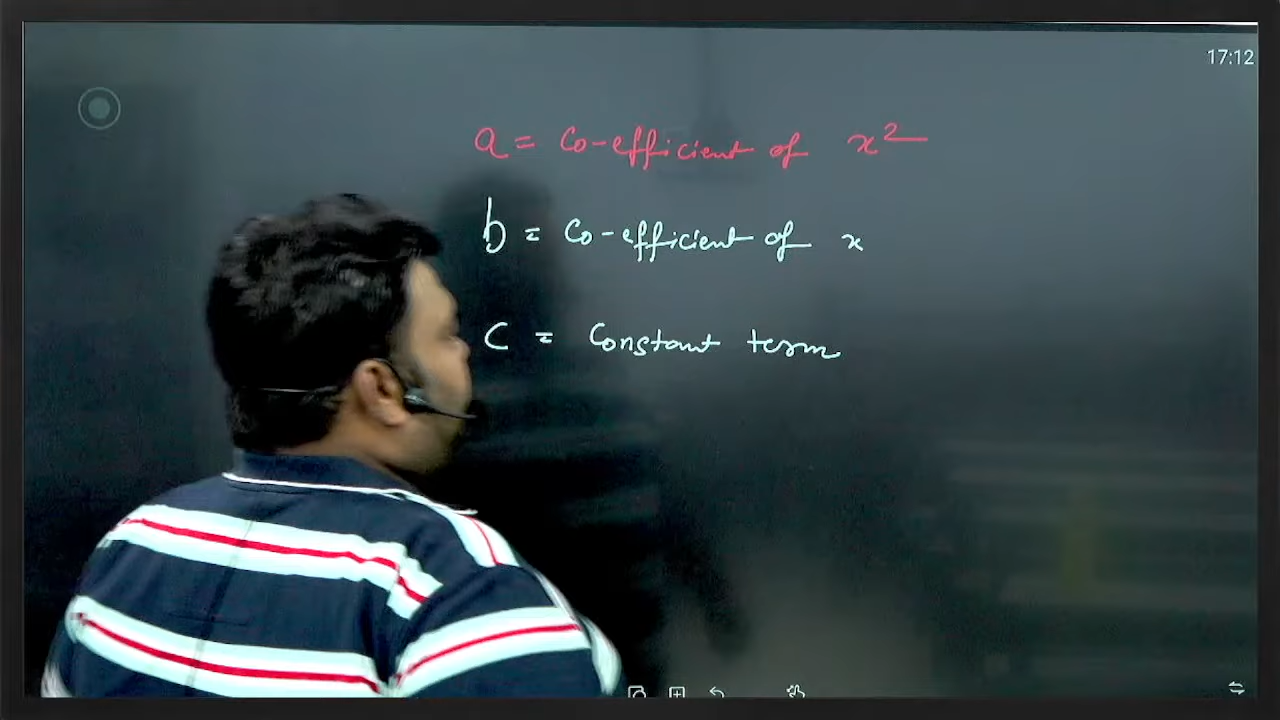 17:12
a = Co-efficient of x²
b = Co-efficient of x
c = Constant term